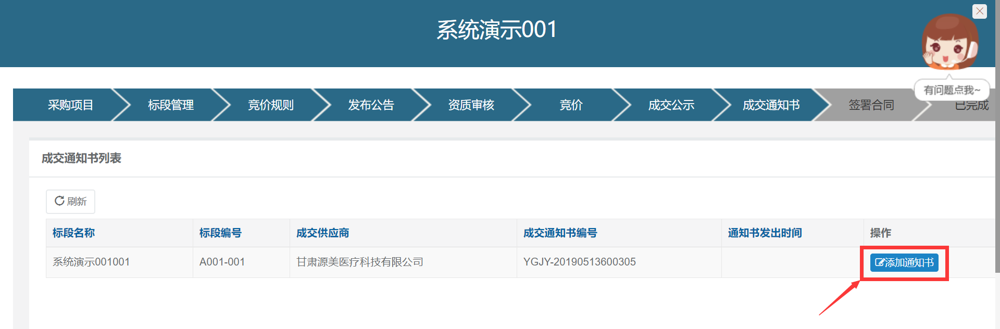 系统演示001
有问题点我~
采购项目 标段管理 竞价规则 发布公告 资质审核 竞价 成交公示 成交通知书 签署合同 已完成
成交通知书列表
刷新
标段名称 标段编号 成交供应商 成交通知书编号 通知书发出时间 操作
系统演示001001 A001-001 甘肃源美医疗科技有限公司 YGJY-20190513600305 添加通知书